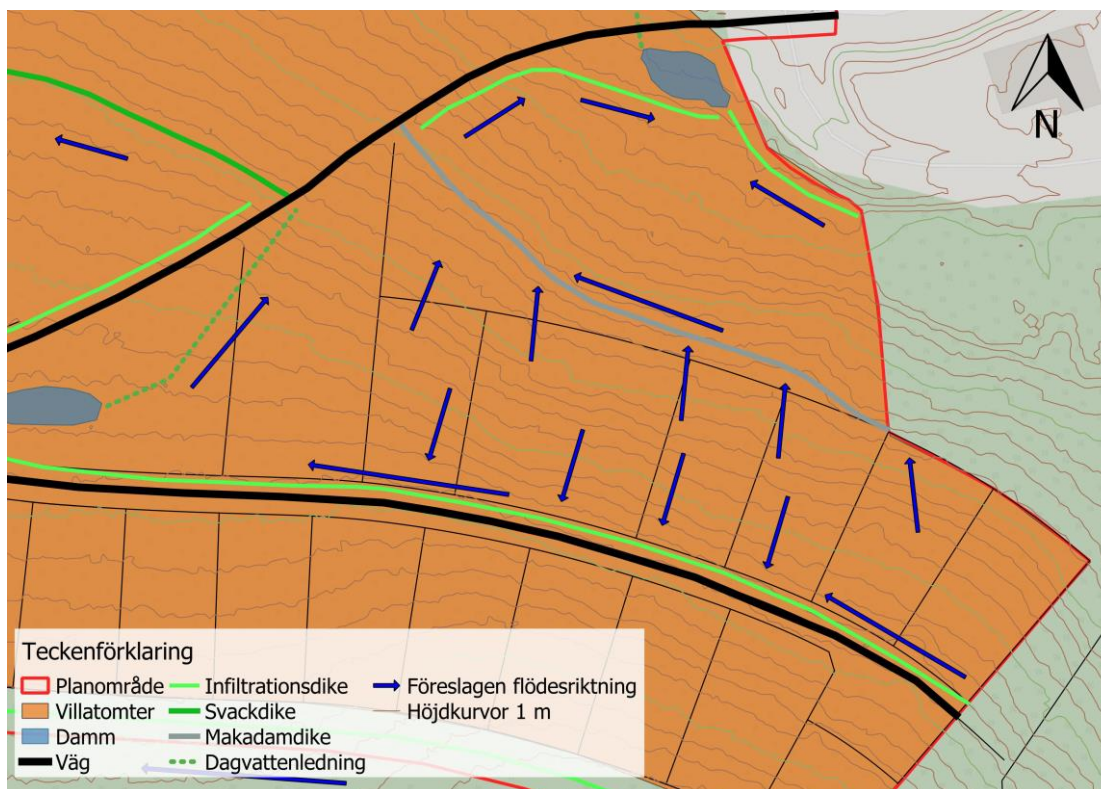 N
Teckenförklaring
Planområde
Infiltrationsdike
Föreslagen flödesriktning
Villatomter
Svackdike
Höjdkurvor 1 m
Damm
Makadamdike
Väg
Dagvattenledning